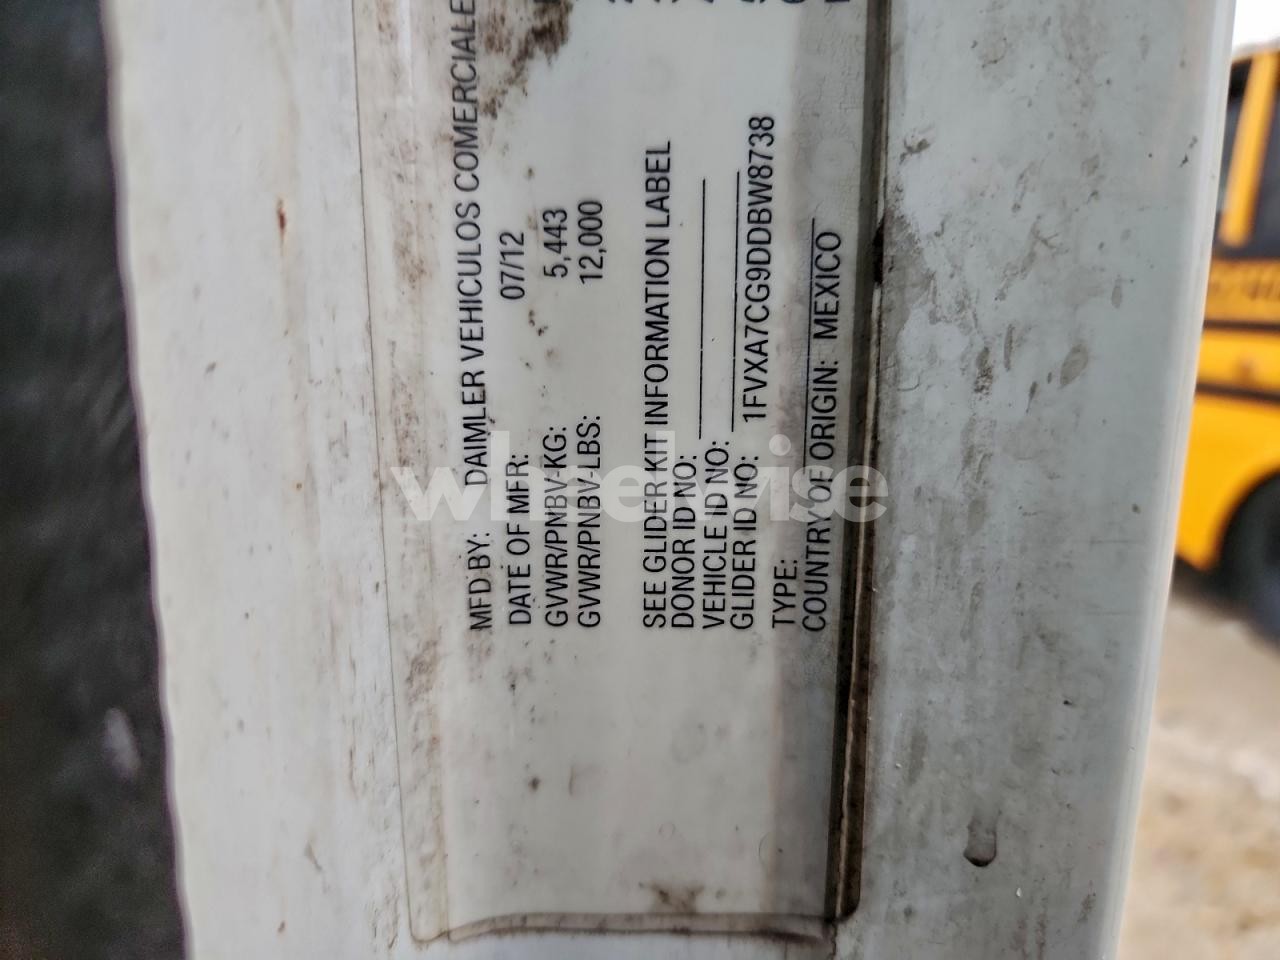 MFD BY: DAIMLER VEHICULOS COMERCIALE
DATE OF MFR: 07/12
GVWR/PNBV-KG: 5,443
GVWR/PNBV-LBS: 12,000
SEE GLIDER KIT INFORMATION LABEL
DONOR ID NO:
VEHICLE ID NO:
GLIDER ID NO: 1FVXA7CG9DDBW8738
TYPE:
COUNTRY OF ORIGIN: MEXICO
wheelwise